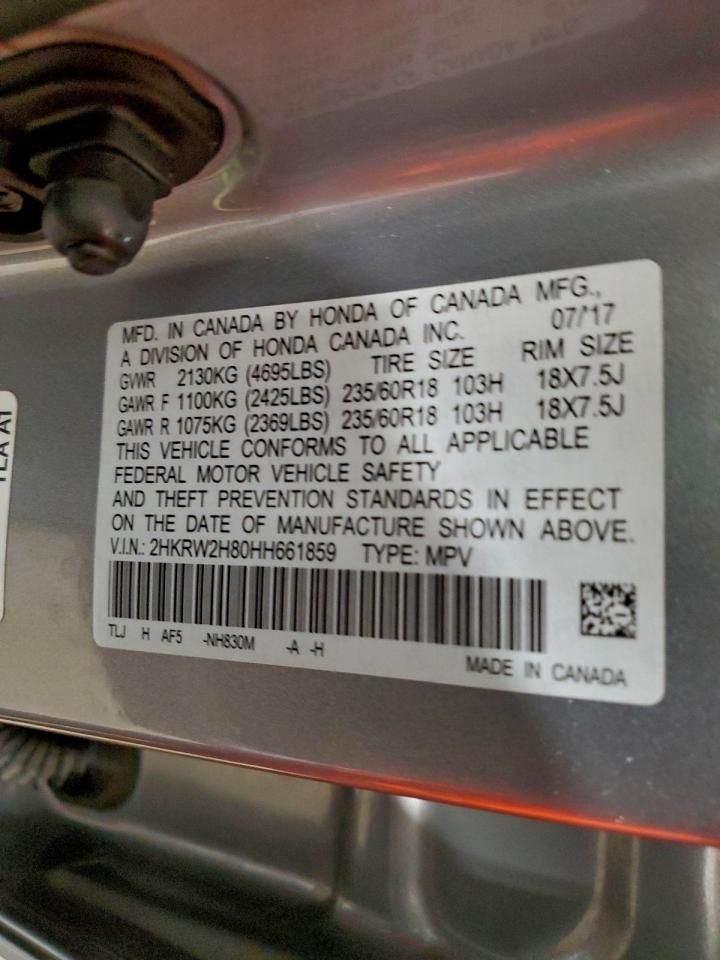 MFD. IN CANADA BY HONDA OF CANADA MFG.,
A DIVISION OF HONDA CANADA INC. 07/'17
GVWR 2130KG (4695LBS) TIRE SIZE RIM SIZE
GAWR F 1100KG (2425LBS) 235/60R18 103H 18X7.5J
GAWR R 1075KG (2369LBS) 235/60R18 103H 18X7.5J
THIS VEHICLE CONFORMS TO ALL APPLICABLE
FEDERAL MOTOR VEHICLE SAFETY
AND THEFT PREVENTION STANDARDS IN EFFECT
ON THE DATE OF MANUFACTURE SHOWN ABOVE.
V.I.N.: 2HKRW2H80HH661859 TYPE: MPV
TLJ H AF5 -NH830M -A -H
MADE IN CANADA